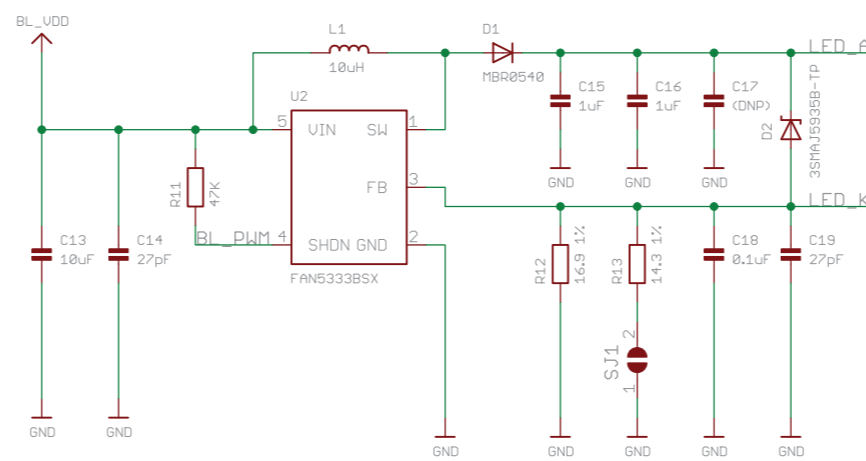 BL_VDD
L1
10uH
D1
MBR0540
LED_A
C15
1uF
C16
1uF
C17
(DNP)
D2
3SMAJ5935B-TP
U2
5
VIN
SW
1
FB
3
R11
47K
BL_PWM
4
SHDN
GND
2
FAN5333BSX
GND
GND
GND
LED_K
C13
10uF
C14
27pF
R12
16.9 1%
R13
14.3 1%
C18
0.1uF
C19
27pF
SJ1
2
1
GND
GND
GND
GND
GND
GND
GND